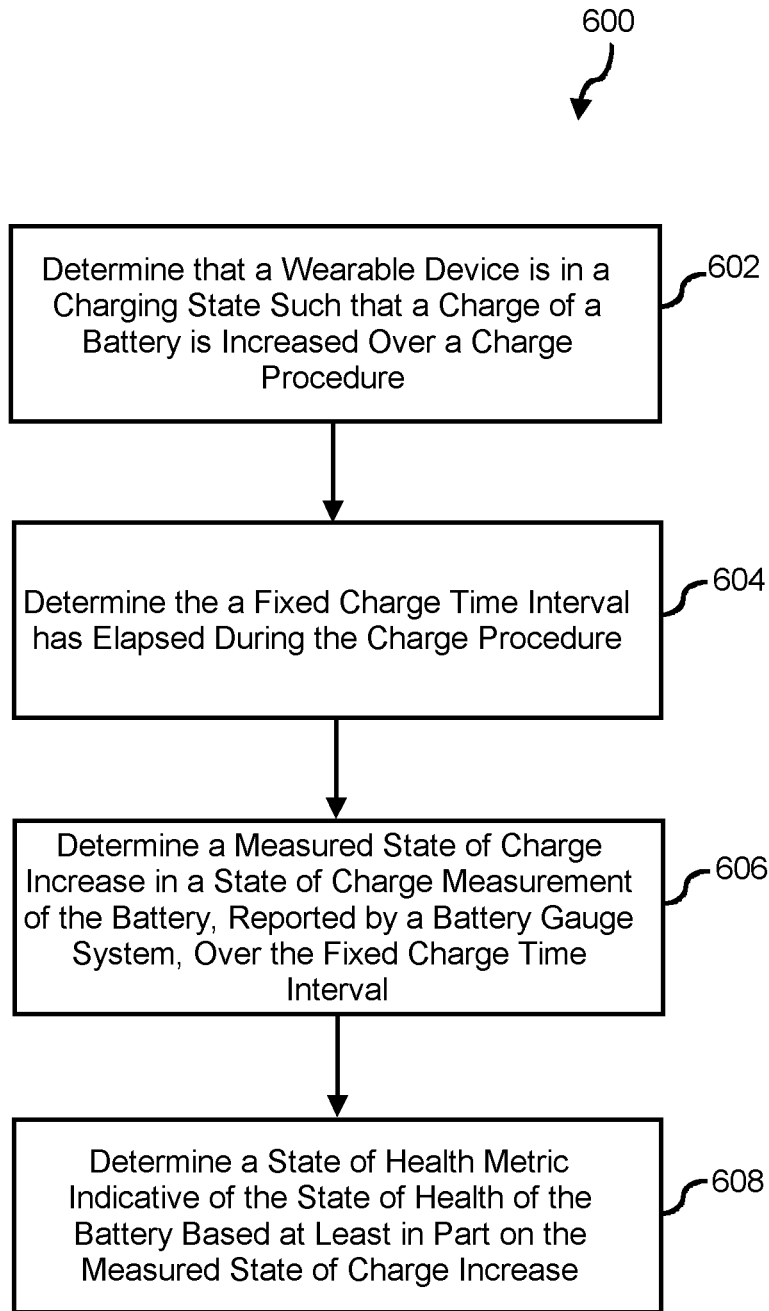 600
Determine that a Wearable Device is in a
Charging State Such that a Charge of a
Battery is Increased Over a Charge
Procedure
602
Determine the a Fixed Charge Time Interval
has Elapsed During the Charge Procedure
604
Determine a Measured State of Charge
Increase in a State of Charge Measurement
of the Battery, Reported by a Battery Gauge
System, Over the Fixed Charge Time
Interval
606
Determine a State of Health Metric
Indicative of the State of Health of the
Battery Based at Least in Part on the
Measured State of Charge Increase
608